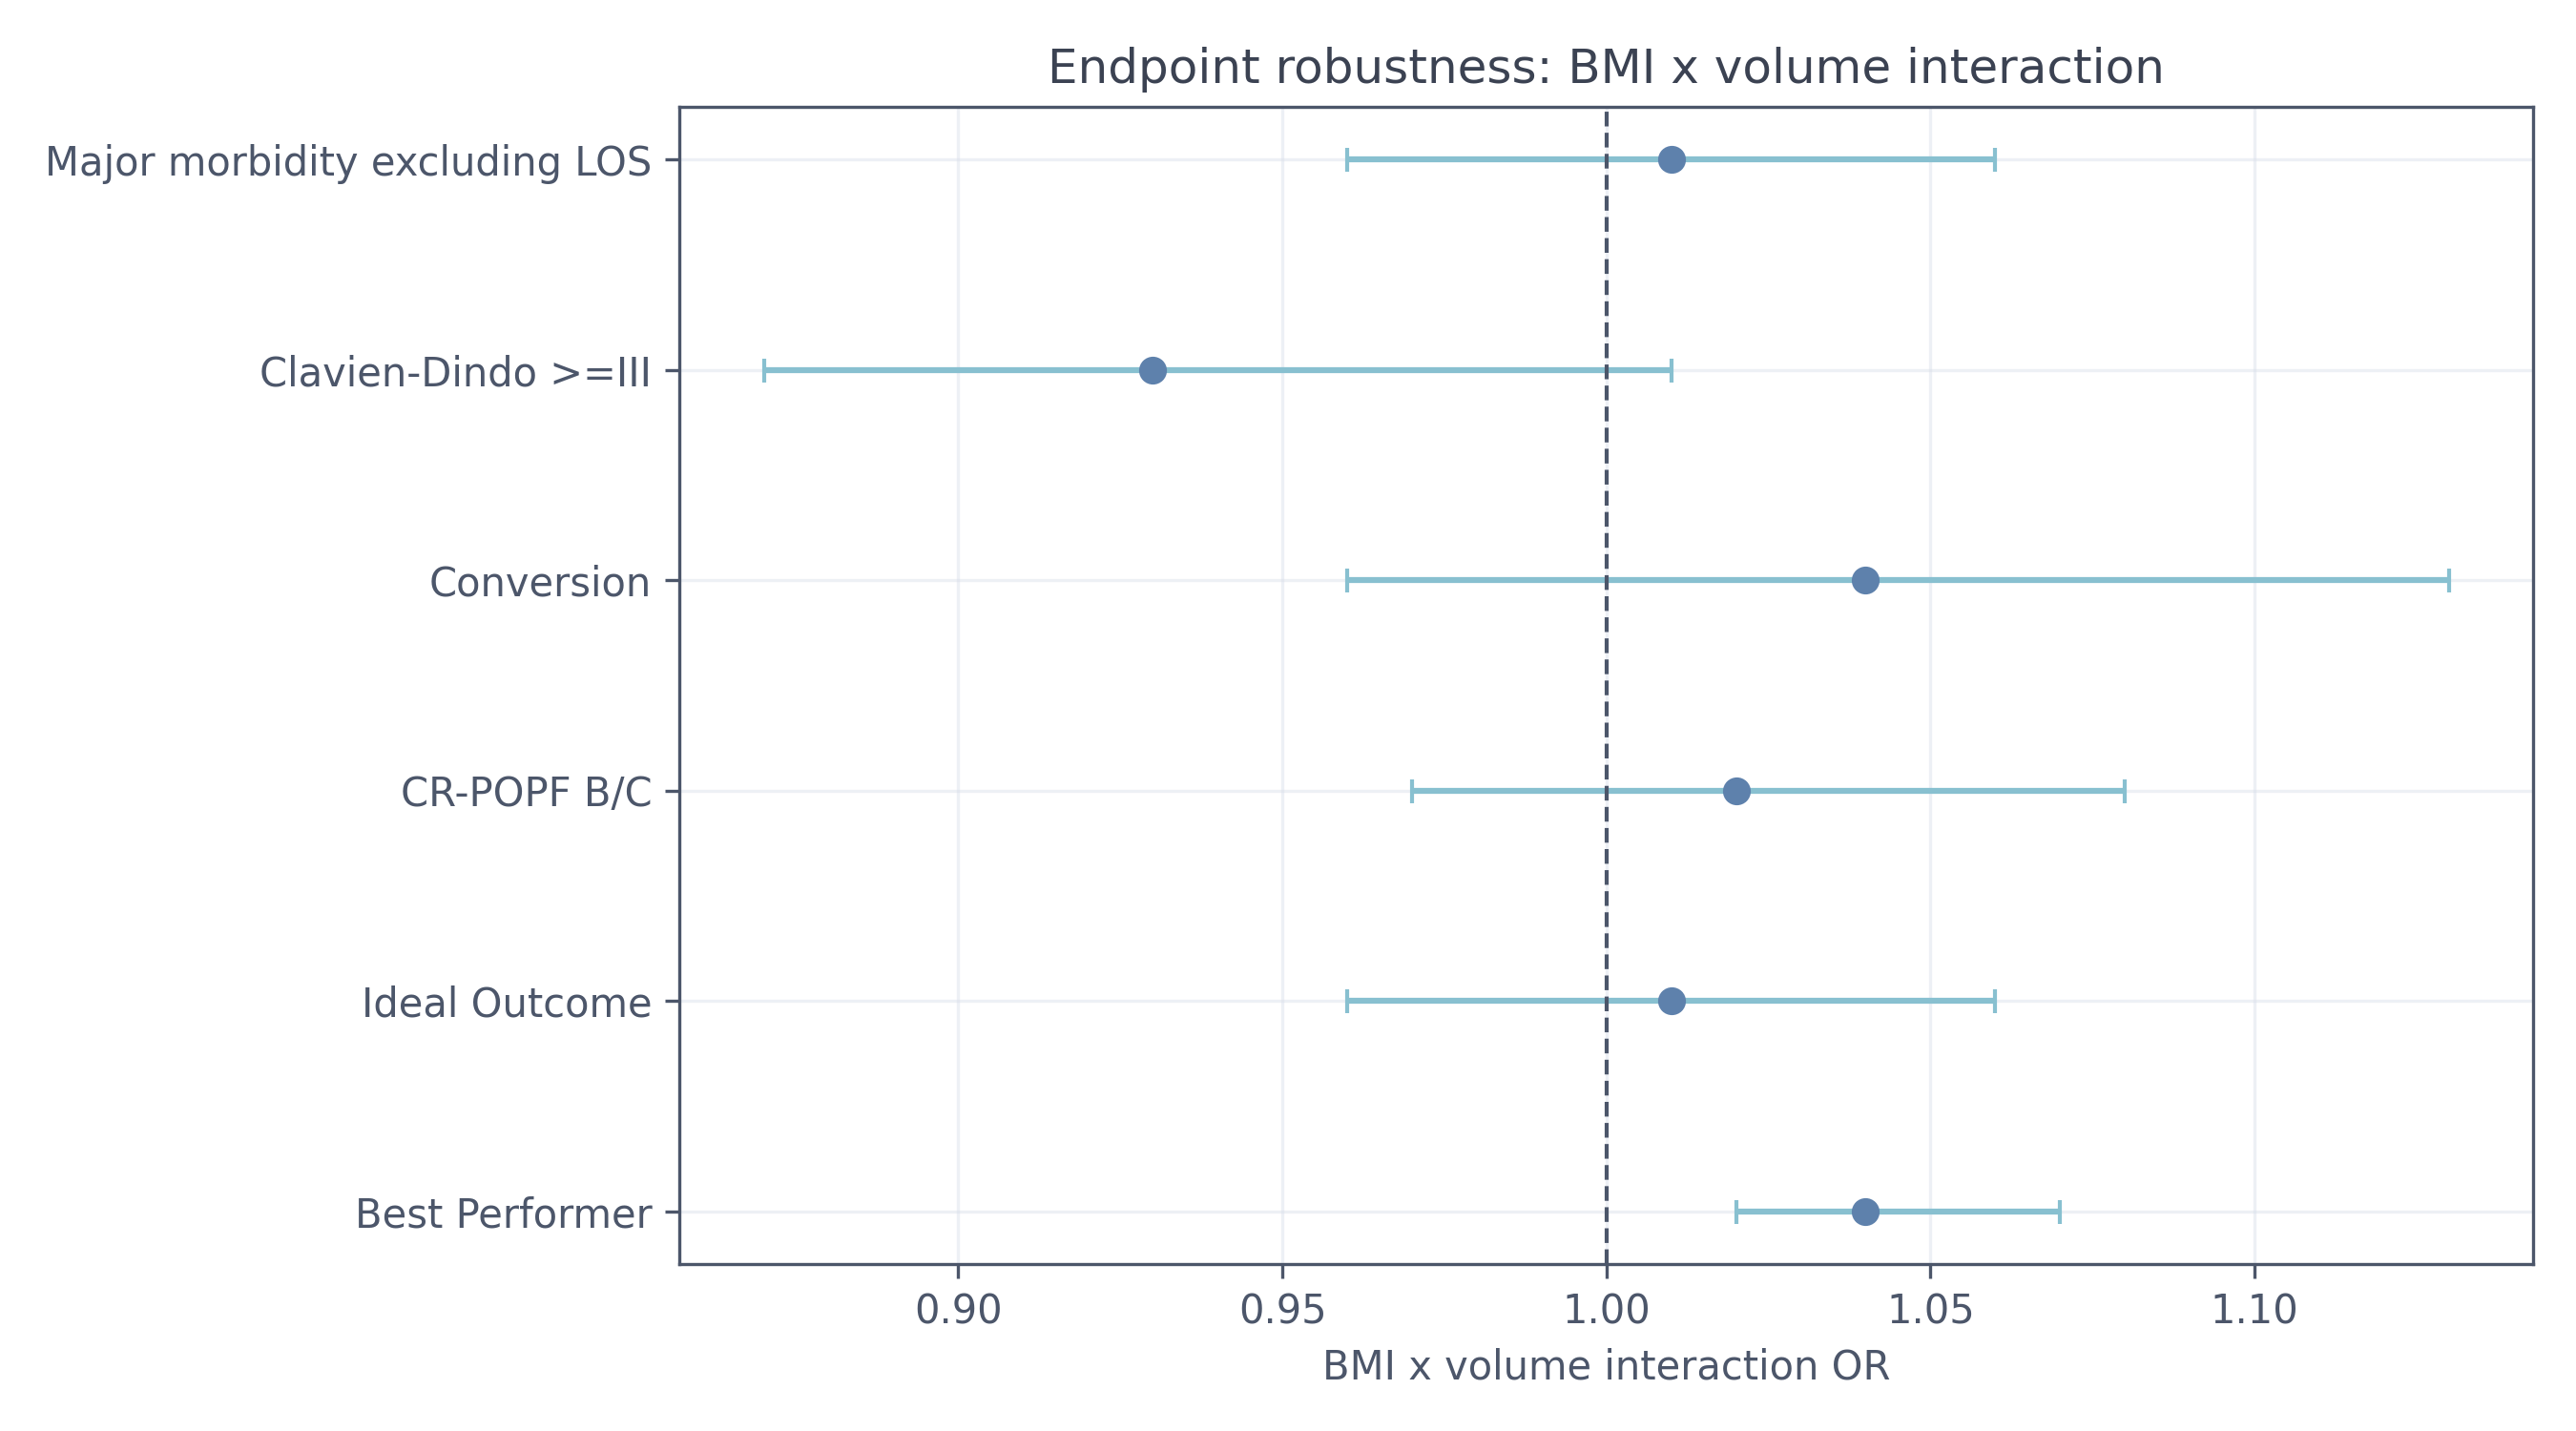 Endpoint robustness: BMI x volume interaction
Major morbidity excluding LOS
Clavien-Dindo >=III
Conversion
CR-POPF B/C
Ideal Outcome
Best Performer
0.90 0.95 1.00 1.05 1.10
BMI x volume interaction OR